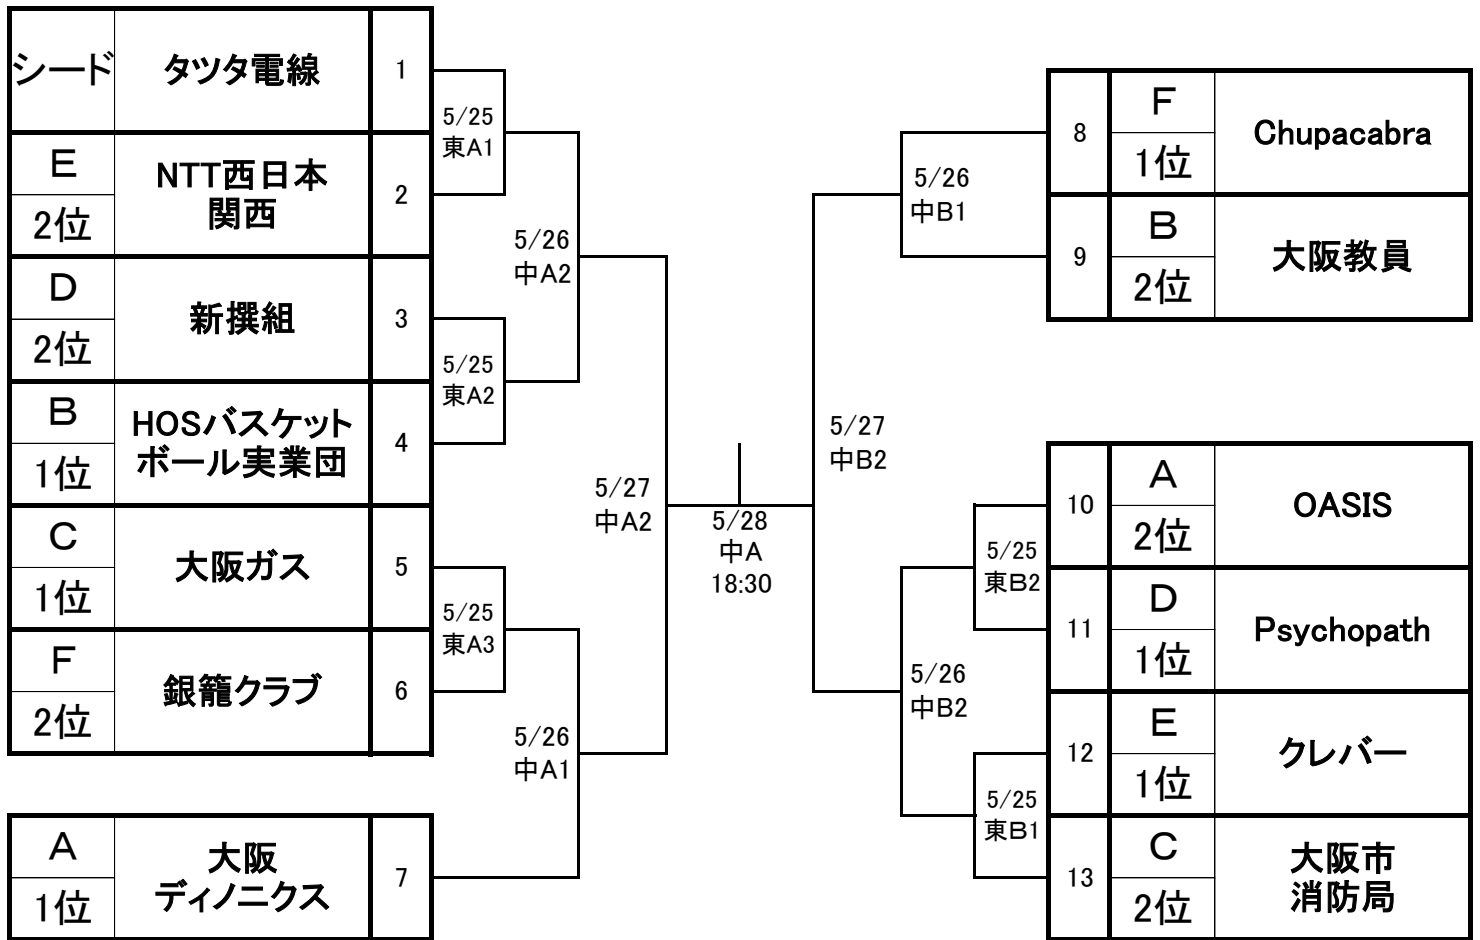 シード
タツタ電線
1
E
2位
NTT西日本
関西
2
D
2位
新撰組
3
B
1位
HOSバスケット
ボール実業団
4
C
1位
大阪ガス
5
F
2位
銀籠クラブ
6
A
1位
大阪
ディノニクス
7
5/25
東A1
5/25
東A2
5/25
東A3
5/26
中A2
5/26
中A1
5/27
中A2
5/28
中A
18:30
5/27
中B2
5/26
中B1
5/26
中B2
5/25
東B2
5/25
東B1
8
F
1位
Chupacabra
9
B
2位
大阪教員
10
A
2位
OASIS
11
D
1位
Psychopath
12
E
1位
クレバー
13
C
2位
大阪市
消防局